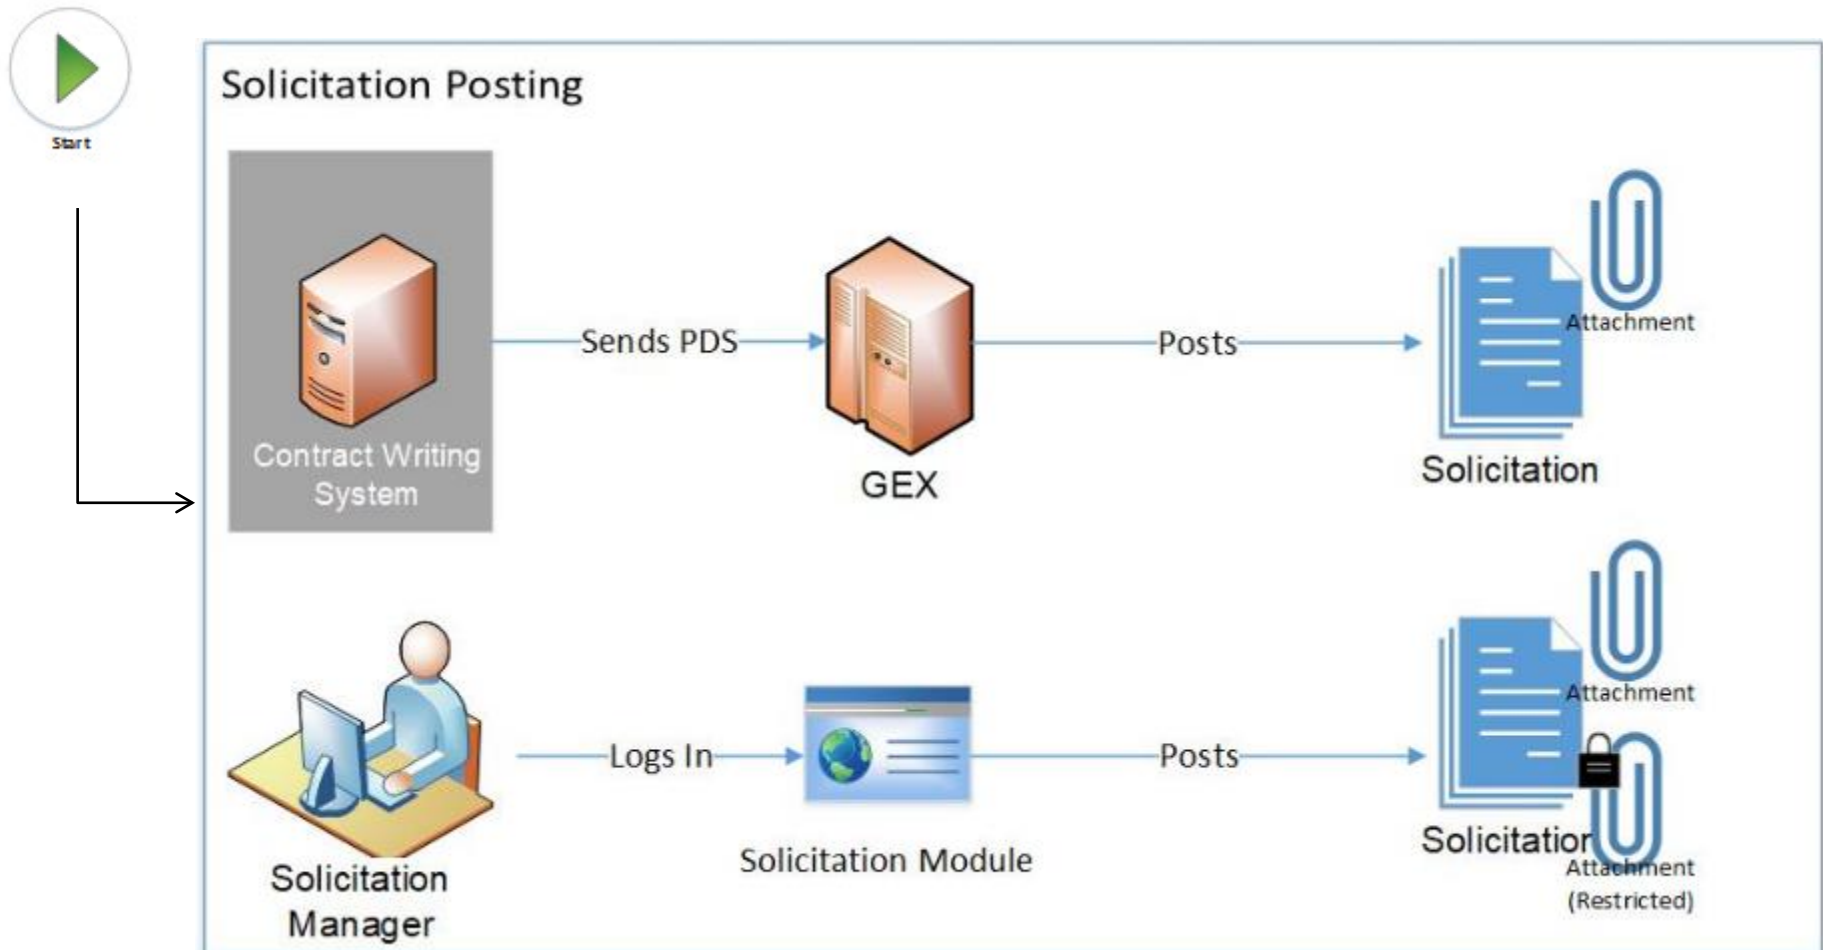 Start
Solicitation Posting
Contract Writing
System
Sends PDS
GEX
Posts
Attachment
Solicitation
Solicitation
Manager
Logs In
Solicitation Module
Posts
Attachment
Solicitation
Attachment
(Restricted)